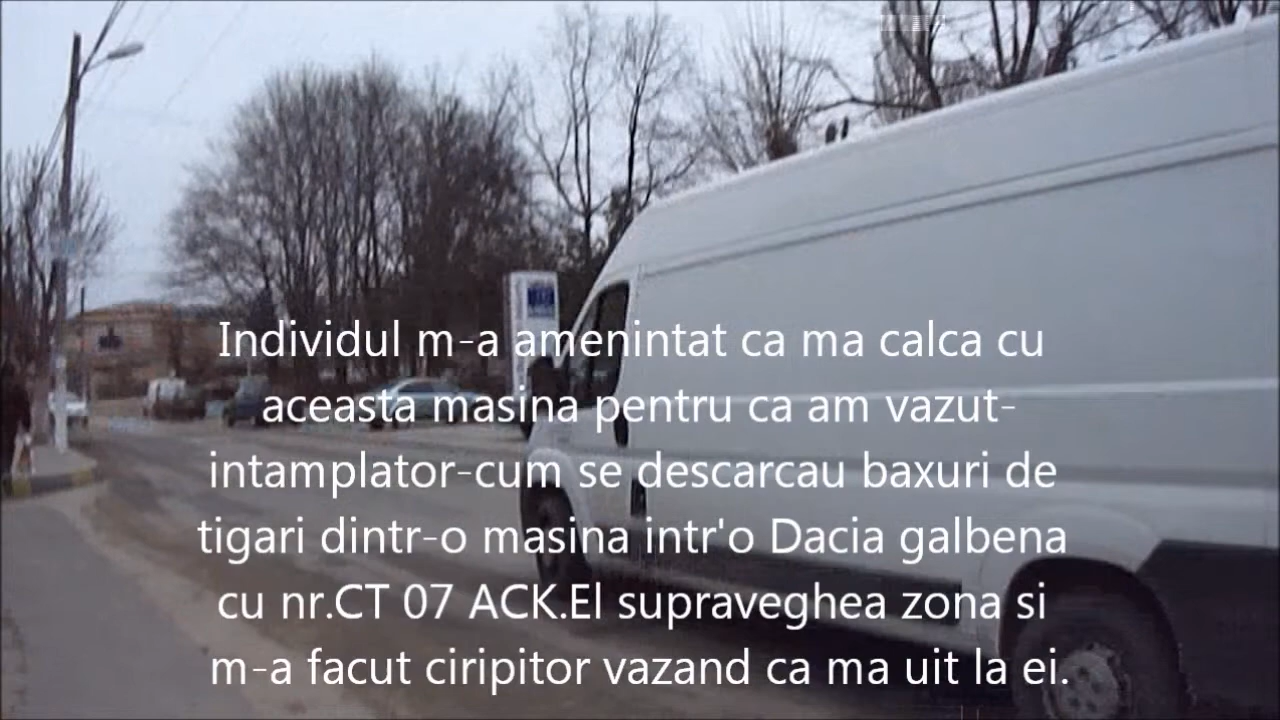 Individul m-a amenintat ca ma calca cu
aceasta masina pentru ca am vazut-
intamplator-cum se descarcau baxuri de
tigari dintr-o masina intr'o Dacia galbena
cu nr.CT 07 ACK.El supraveghea zona si
m-a facut ciripitor vazand ca ma uit la ei.